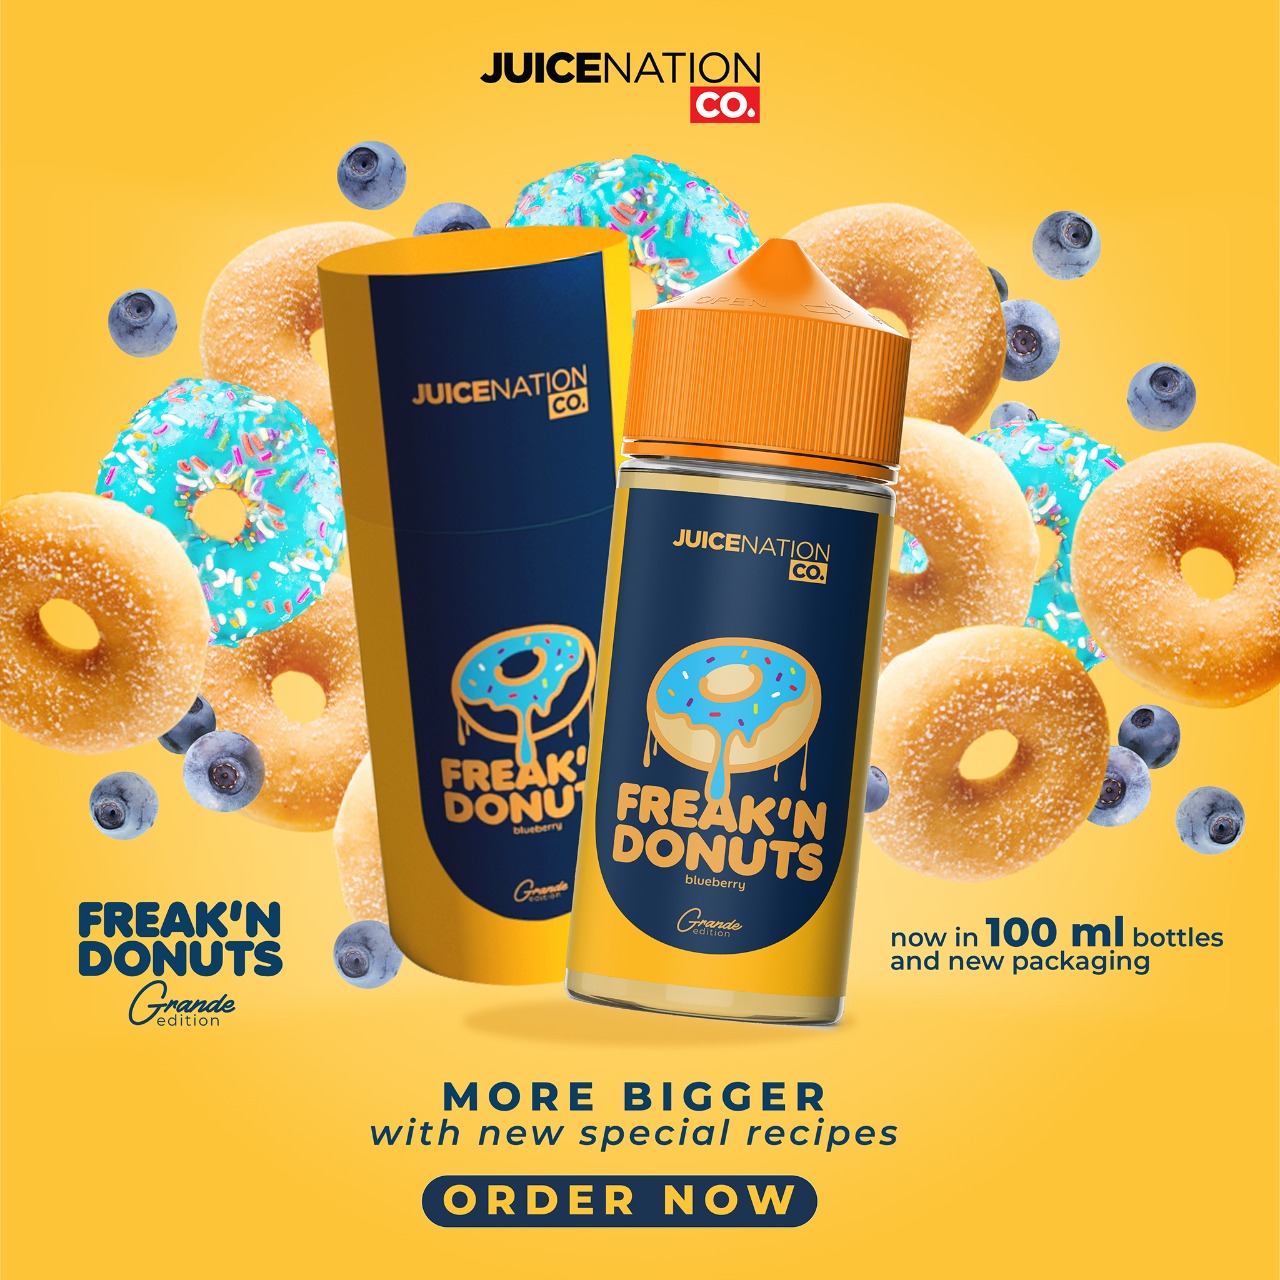 JUICENATION
CO.
OPEN
JUICENATION
CO.
FREAK'
DONUT
blueberry
Grande
edition
JUICENATION
CO.
FREAK'N
DONUTS
blueberry
Grande
edition
FREAK'N
DONUTS
Grande
edition
now in 100 ml bottles
and new packaging
MORE BIGGER
with new special recipes
ORDER NOW